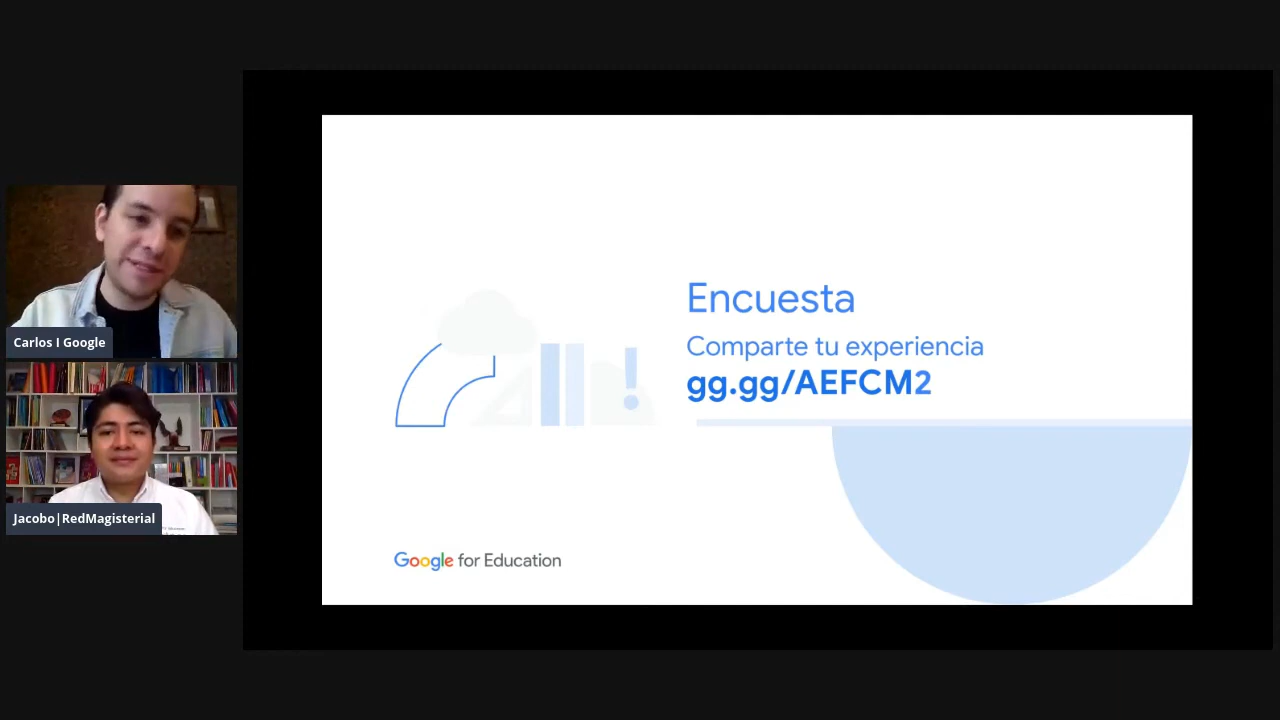 Carlos I Google
Jacobo|RedMagisterial
Encuesta
Comparte tu experiencia
gg.gg/AEFCM2
Google for Education